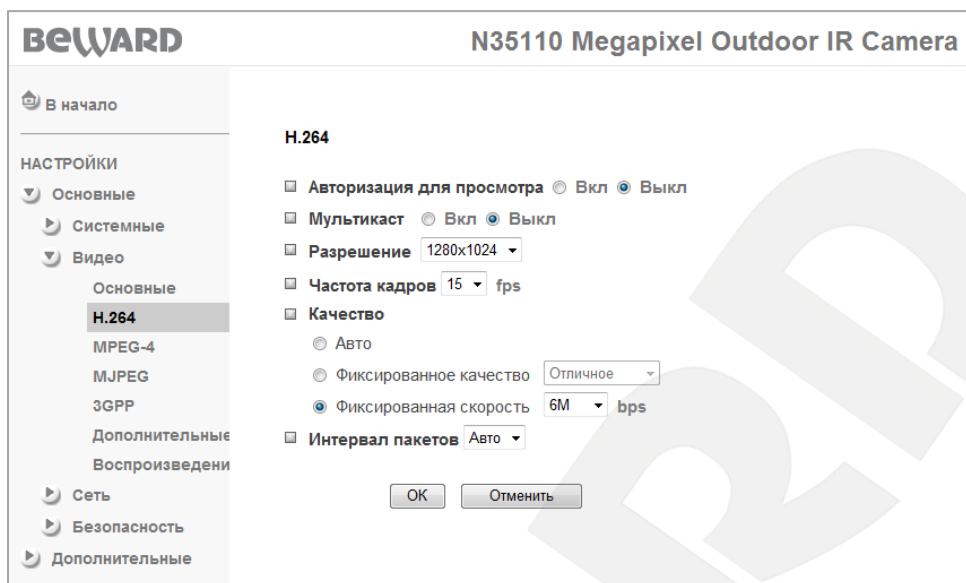 BEWARD
N35110 Megapixel Outdoor IR Camera
В начало
НАСТРОЙКИ
Основные
Системные
Видео
Основные
H.264
MPEG-4
MJPEG
3GPP
Дополнительные
Воспроизведени
Сеть
Безопасность
Дополнительные
H.264
Авторизация для просмотра Вкл Выкл
Мультикаст Вкл Выкл
Разрешение 1280x1024
Частота кадров 15 fps
Качество
Авто
Фиксированное качество Отличное
Фиксированная скорость 6M bps
Интервал пакетов Авто
OK Отменить
RD